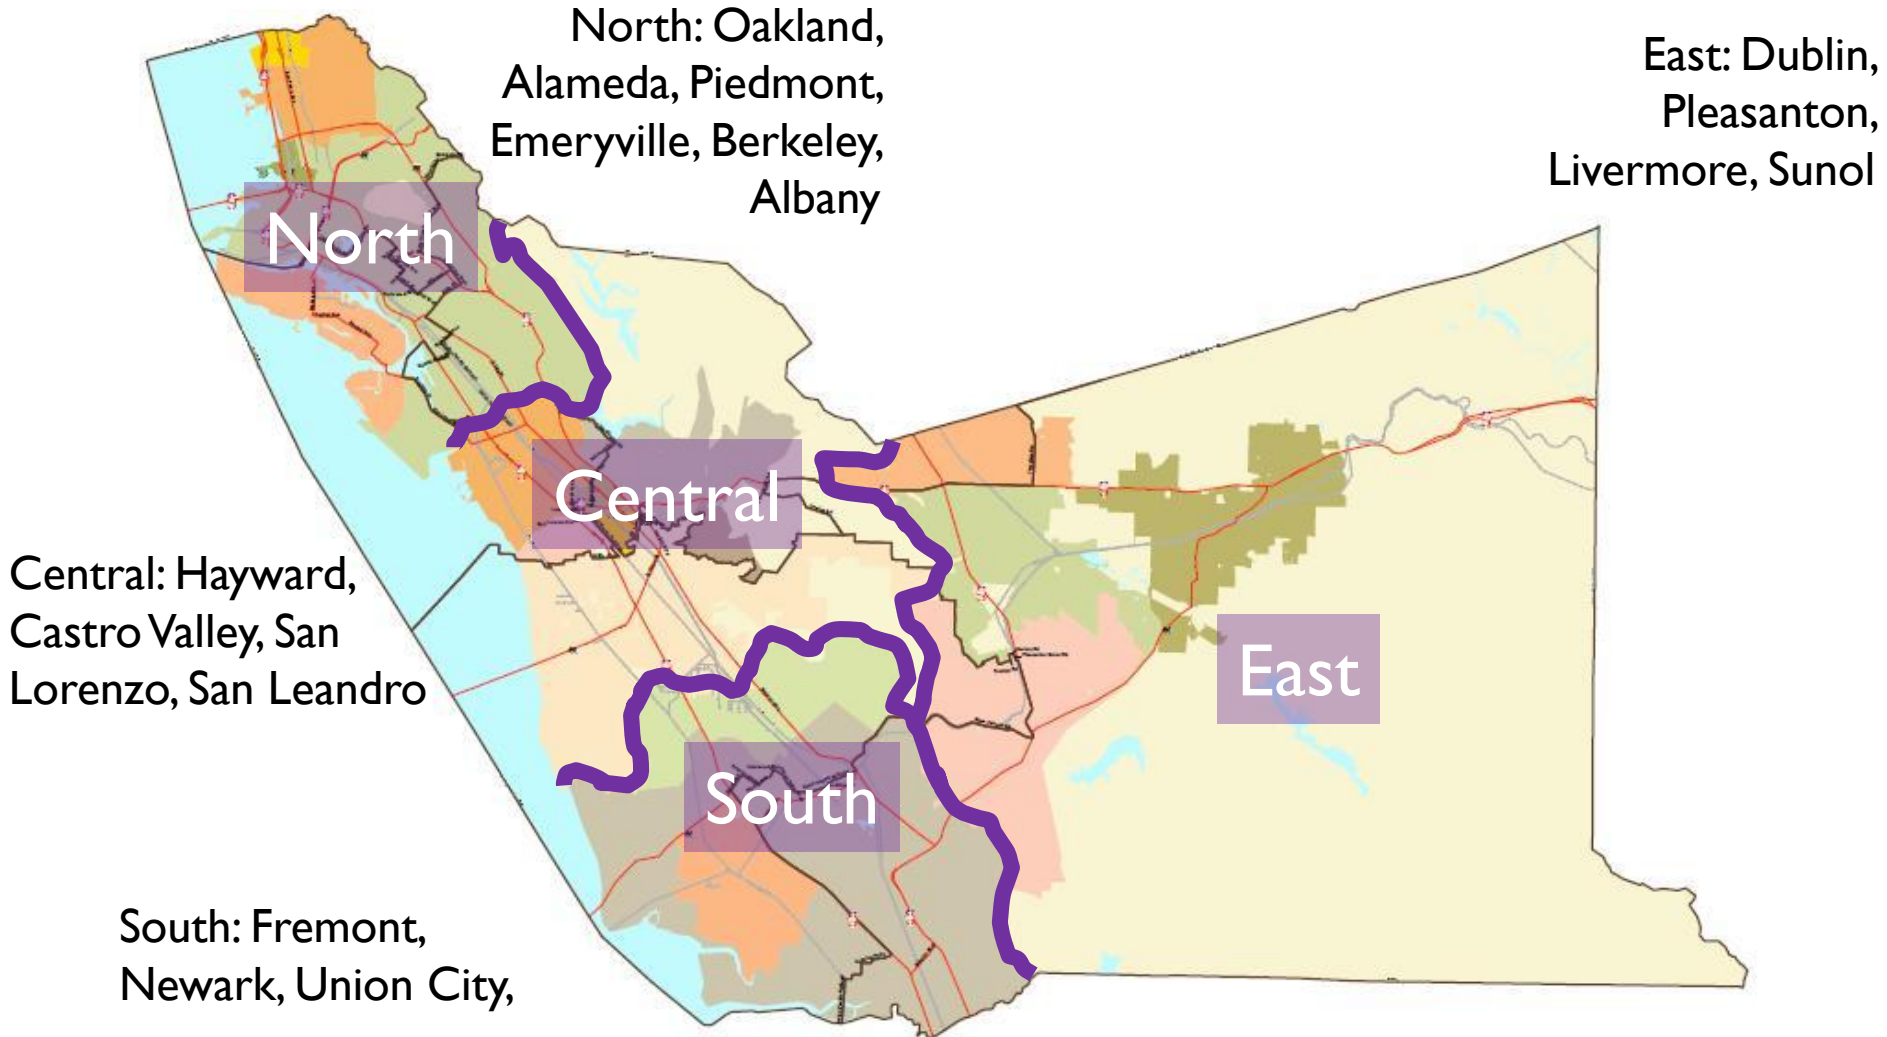 North: Oakland,
Alameda, Piedmont,
Emeryville, Berkeley,
Albany
East: Dublin,
Pleasanton,
Livermore, Sunol
North
Central
Central: Hayward,
Castro Valley, San
Lorenzo, San Leandro
East
South
South: Fremont,
Newark, Union City,